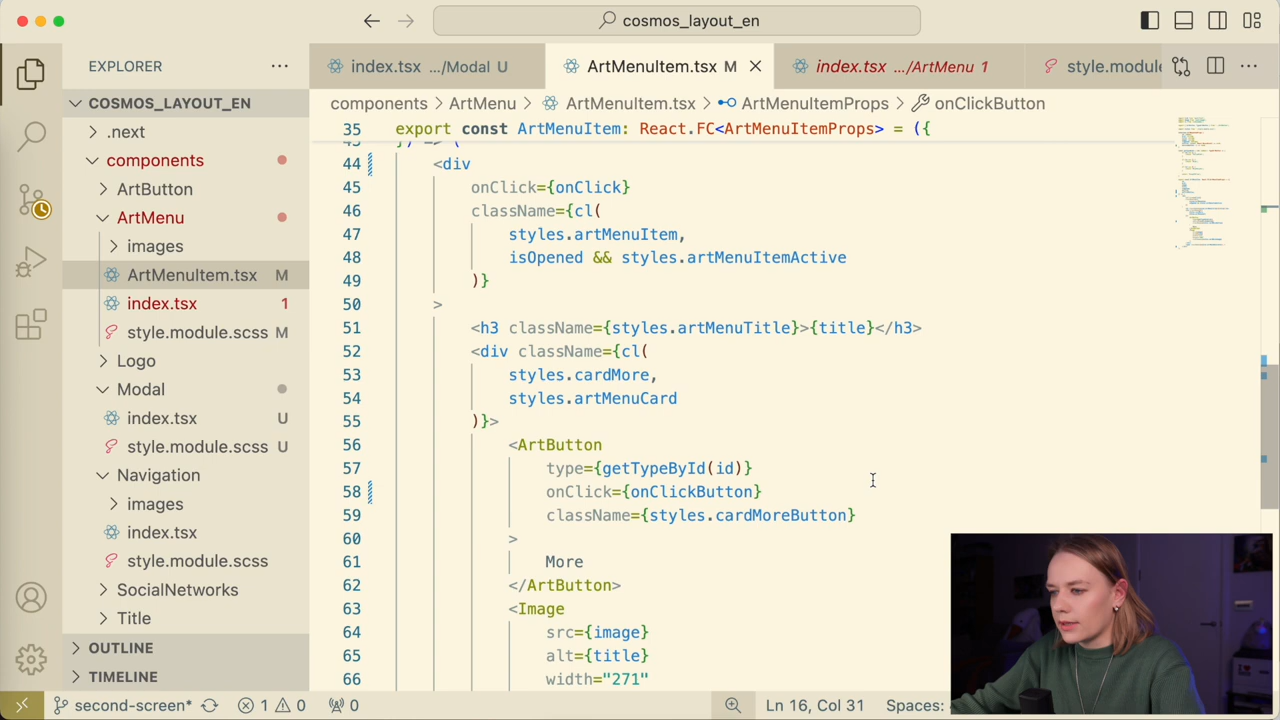 cosmos_layout_en
EXPLORER
index.tsx .../Modal U
ArtMenuItem.tsx M
index.tsx .../ArtMenu 1
style.module
COSMOS_LAYOUT_EN
components > ArtMenu > ArtMenuItem.tsx > ArtMenuItemProps > onClickButton
.next
components
ArtButton
ArtMenu
images
ArtMenuItem.tsx M
index.tsx 1
style.module.scss M
Logo
Modal
index.tsx U
style.module.scss U
Navigation
images
index.tsx
style.module.scss
SocialNetworks
Title
OUTLINE
TIMELINE
35 export const ArtMenuItem: React.FC<ArtMenuItemProps> = ({
44 <div
45 onClick={onClick}
46 className={cl(
47 styles.artMenuItem,
48 isOpened && styles.artMenuItemActive
49 )}
50 >
51 <h3 className={styles.artMenuTitle}>{title}</h3>
52 <div className={cl(
53 styles.cardMore,
54 styles.artMenuCard
55 )}>
56 <ArtButton
57 type={getTypeById(id)}
58 onClick={onClickButton}
59 className={styles.cardMoreButton}
60 >
61 More
62 </ArtButton>
63 <Image
64 src={image}
65 alt={title}
66 width="271"
second-screen* 1 0 0 Ln 16, Col 31 Spaces: